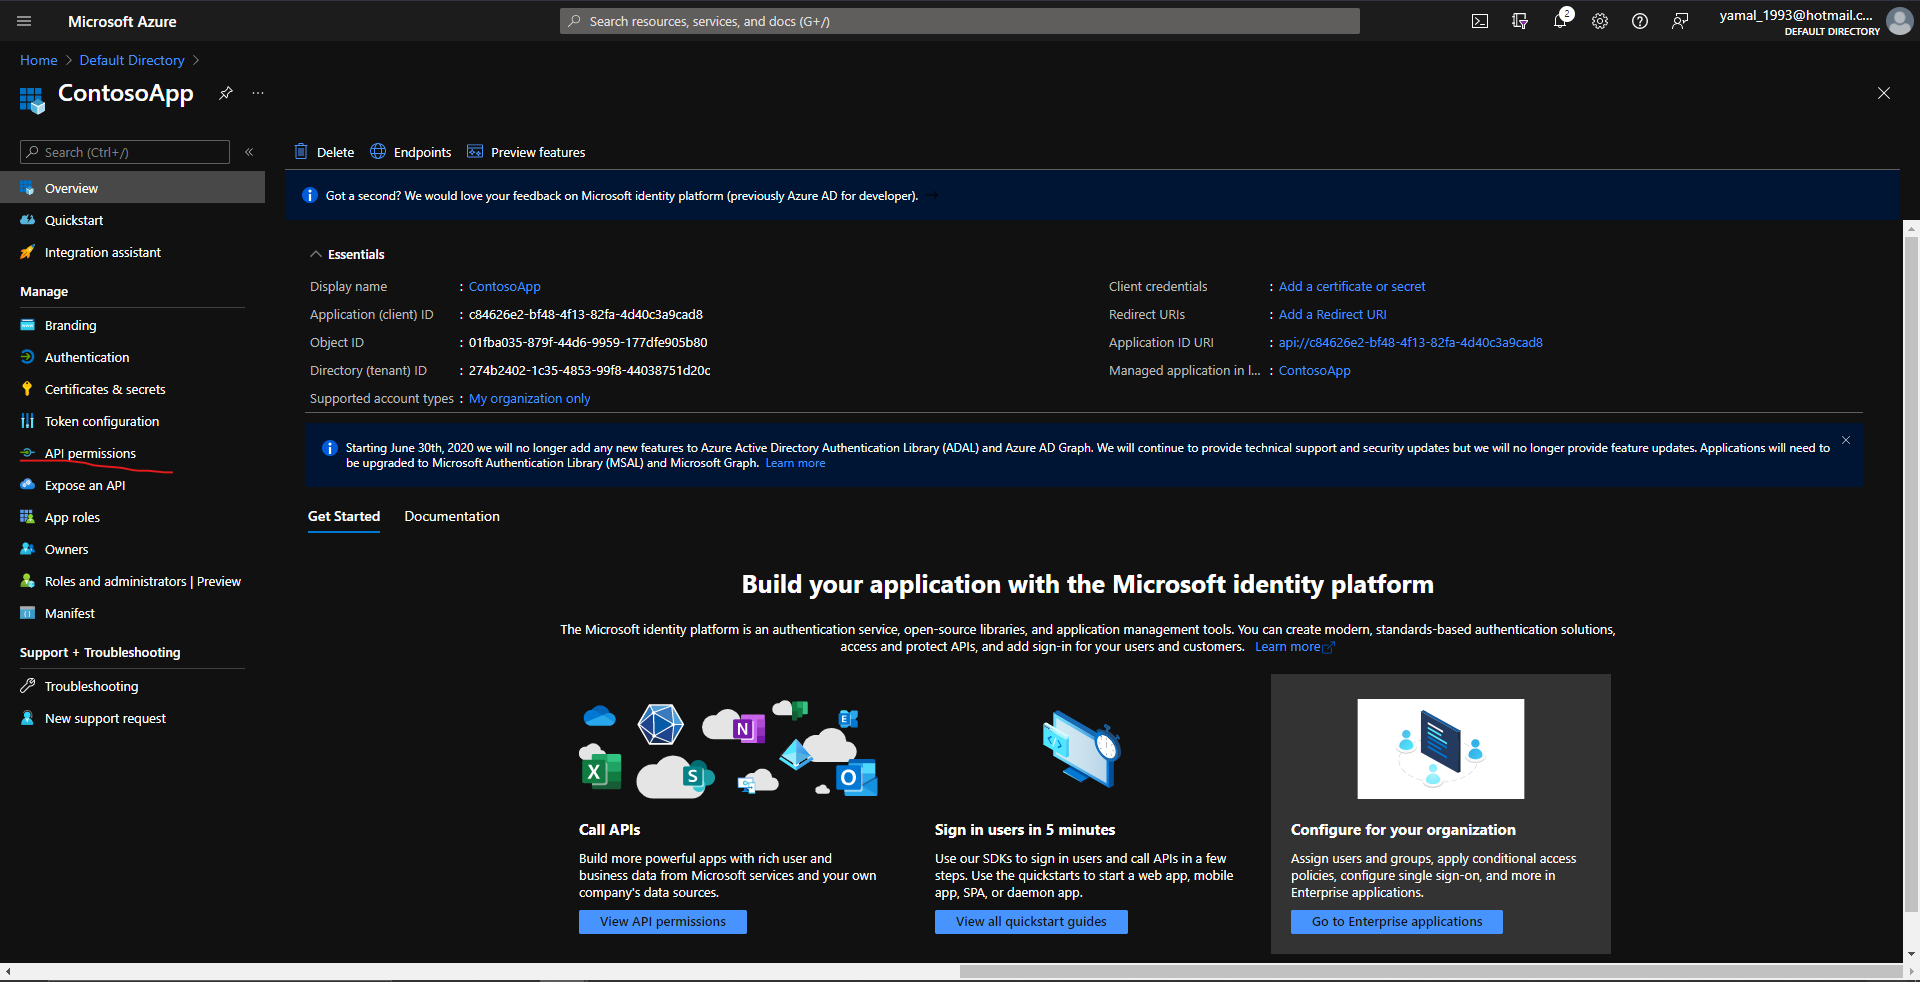 Microsoft Azure
Search resources, services, and docs (G+/)
2
yamal_1993@hotmail.c...
DEFAULT DIRECTORY
Home > Default Directory >
ContosoApp
Search (Ctrl+/)
Overview
Quickstart
Integration assistant
Manage
Branding
Authentication
Certificates & secrets
Token configuration
API permissions
Expose an API
App roles
Owners
Roles and administrators | Preview
Manifest
Support + Troubleshooting
Troubleshooting
New support request
Delete
Endpoints
Preview features
Got a second? We would love your feedback on Microsoft identity platform (previously Azure AD for developer). →
Essentials
Display name : ContosoApp
Application (client) ID : c84626e2-bf48-4f13-82fa-4d40c3a9cad8
Object ID : 01fba035-879f-44d6-9959-177dfe905b80
Directory (tenant) ID : 274b2402-1c35-4853-99f8-44038751d20c
Supported account types : My organization only
Client credentials : Add a certificate or secret
Redirect URIs : Add a Redirect URI
Application ID URI : api://c84626e2-bf48-4f13-82fa-4d40c3a9cad8
Managed application in l... : ContosoApp
Starting June 30th, 2020 we will no longer add any new features to Azure Active Directory Authentication Library (ADAL) and Azure AD Graph. We will continue to provide technical support and security updates but we will no longer provide feature updates. Applications will need to
be upgraded to Microsoft Authentication Library (MSAL) and Microsoft Graph. Learn more
Get Started
Documentation
Build your application with the Microsoft identity platform
The Microsoft identity platform is an authentication service, open-source libraries, and application management tools. You can create modern, standards-based authentication solutions,
access and protect APIs, and add sign-in for your users and customers. Learn more
N
E
X
S
O
Call APIs
Build more powerful apps with rich user and
business data from Microsoft services and your own
company's data sources.
View API permissions
Sign in users in 5 minutes
Use our SDKs to sign in users and call APIs in a few
steps. Use the quickstarts to start a web app, mobile
app, SPA, or daemon app.
View all quickstart guides
Configure for your organization
Assign users and groups, apply conditional access
policies, configure single sign-on, and more in
Enterprise applications.
Go to Enterprise applications